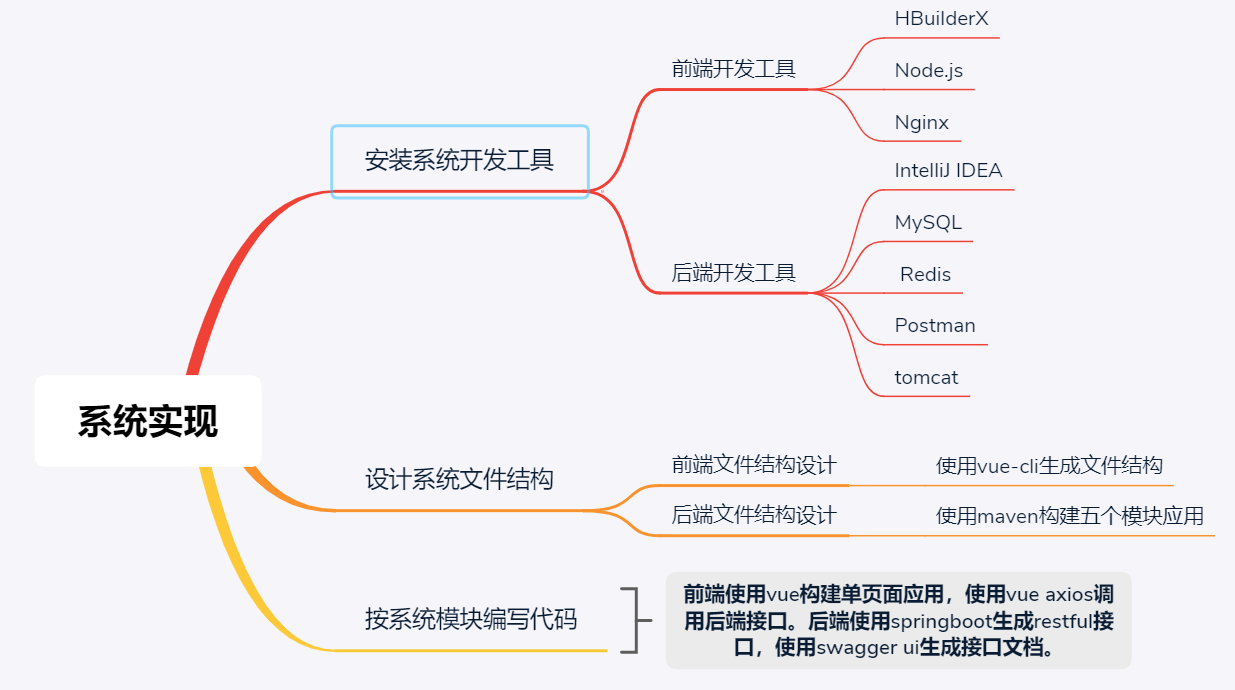 系统实现
安装系统开发工具
前端开发工具
HBuilderX
Node.js
Nginx
后端开发工具
IntelliJ IDEA
MySQL
Redis
Postman
tomcat
设计系统文件结构
前端文件结构设计
使用vue-cli生成文件结构
后端文件结构设计
使用maven构建五个模块应用
按系统模块编写代码
前端使用vue构建单页面应用，使用vue axios调
用后端接口。后端使用springboot生成restful接
口，使用swagger ui生成接口文档。